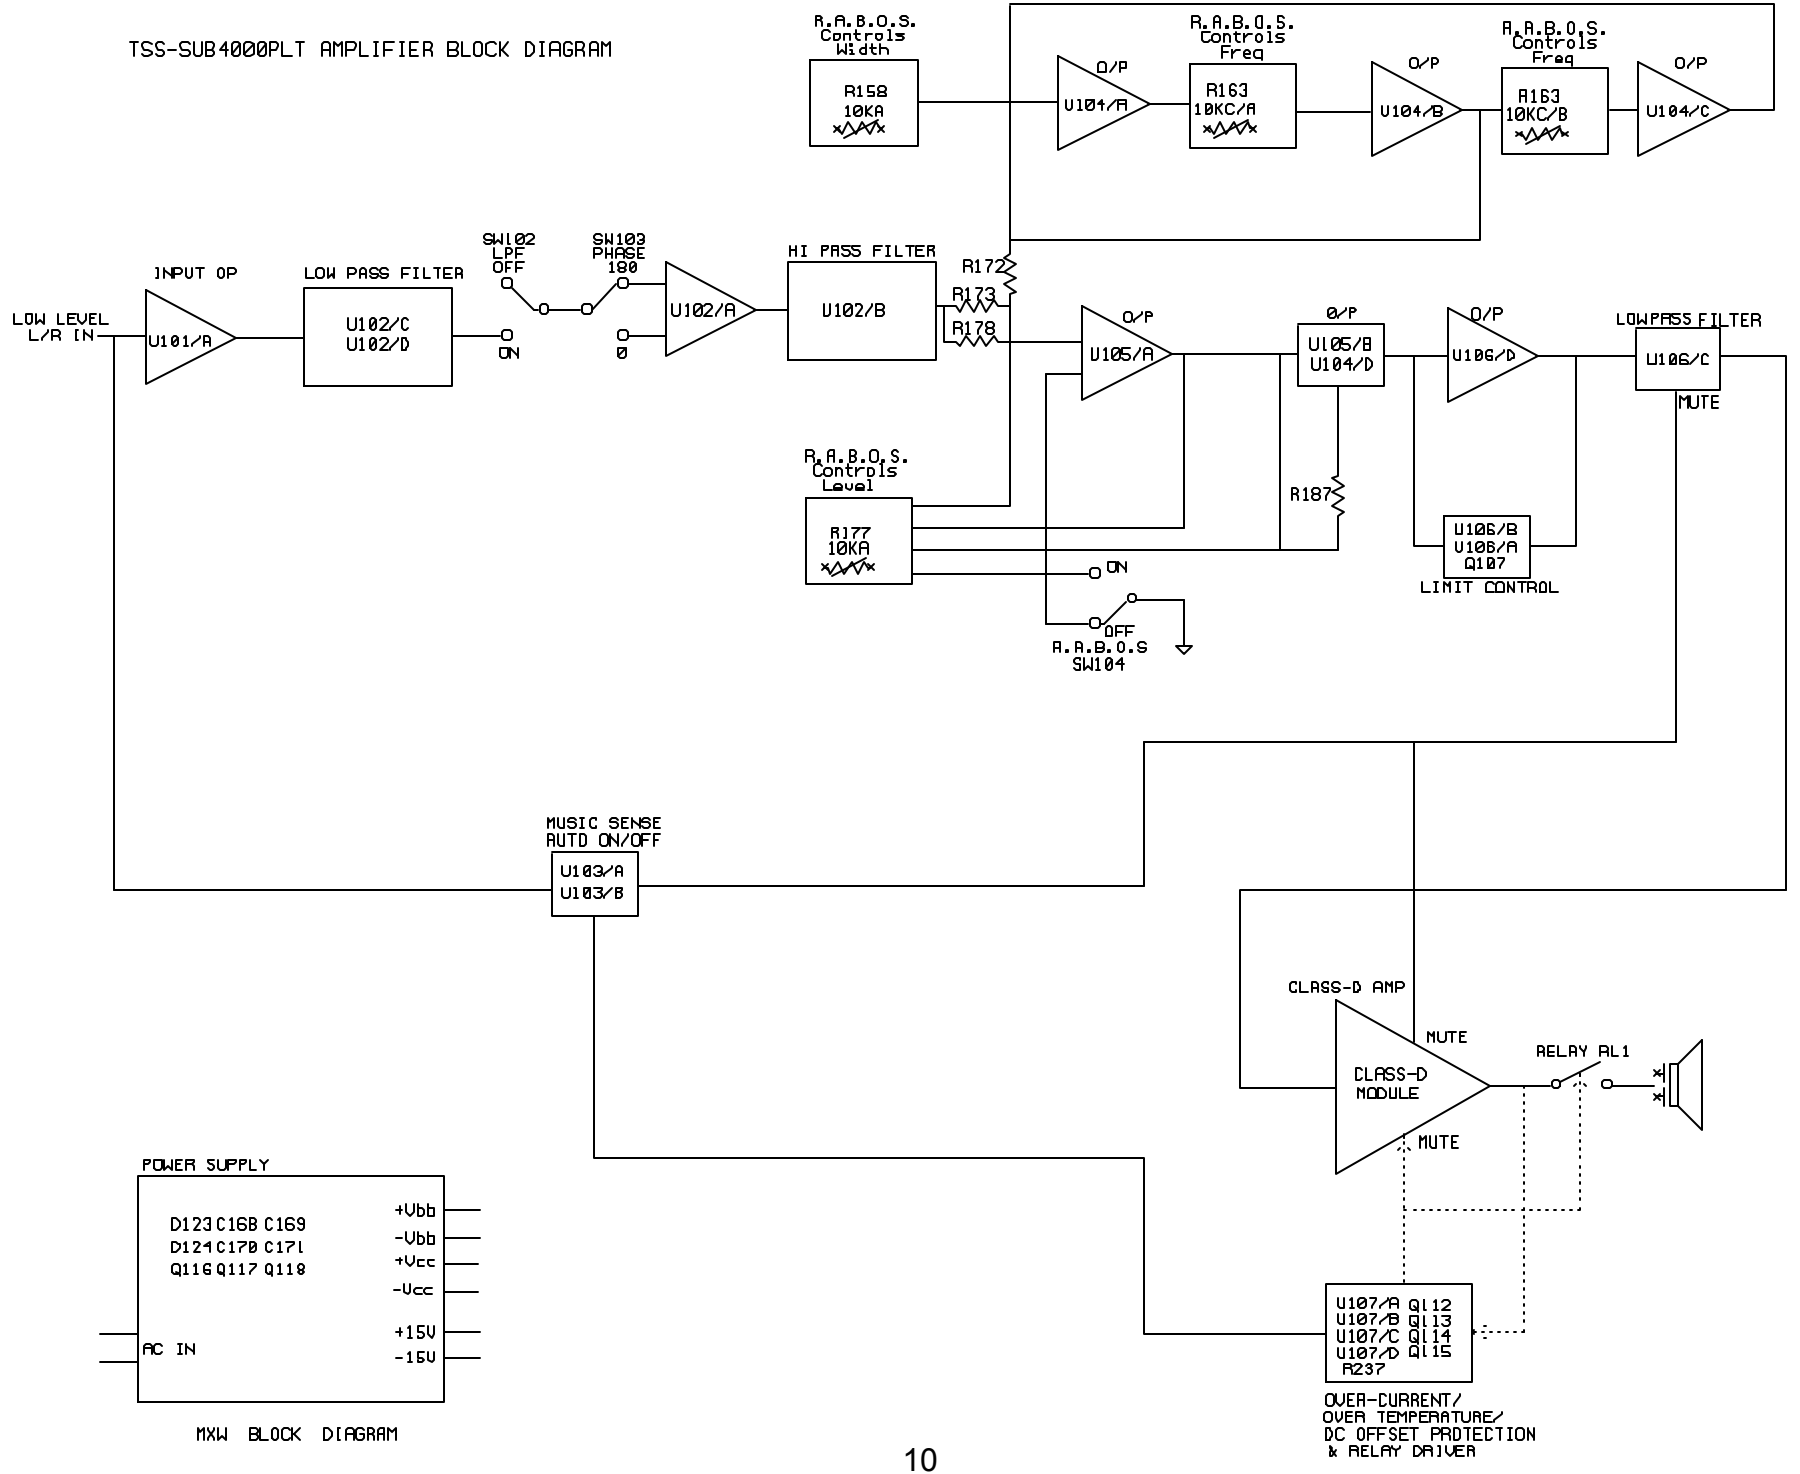 TSS-SUB4000PLT AMPLIFIER BLOCK DIAGRAM
R.A.B.O.S.
Controls
Width
R158
10KA
O/P
U104/A
R.A.B.O.S.
Controls
Freq
R163
10KC/A
O/P
U104/B
R.A.B.O.S.
Controls
Freq
R163
10KC/B
O/P
U104/C
LOW LEVEL
L/R IN
INPUT OP
U101/A
LOW PASS FILTER
U102/C
U102/D
SW102
LPF
OFF
ON
SW103
PHASE
180
0
U102/A
HI PASS FILTER
U102/B
R172
R173
R178
O/P
U105/A
O/P
U105/B
U104/D
O/P
U106/D
LOWPASS FILTER
U106/C
MUTE
R.A.B.O.S.
Controls
Level
R177
10KA
R187
U106/B
U106/A
Q107
LIMIT CONTROL
ON
OFF
R.A.B.O.S
SW104
MUSIC SENSE
AUTO ON/OFF
U103/A
U103/B
CLASS-D AMP
MUTE
CLASS-D
MODULE
MUTE
RELAY RL1
POWER SUPPLY
D123 C168 C169
D124 C170 C171
Q116 Q117 Q118
+Vbb
-Vbb
+Vcc
-Vcc
+15V
-15V
AC IN
MXW BLOCK DIAGRAM
U107/A Q112
U107/B Q113
U107/C Q114
U107/D Q115
R237
OVER-CURRENT/
OVER TEMPERATURE/
DC OFFSET PROTECTION
& RELAY DRIVER
10